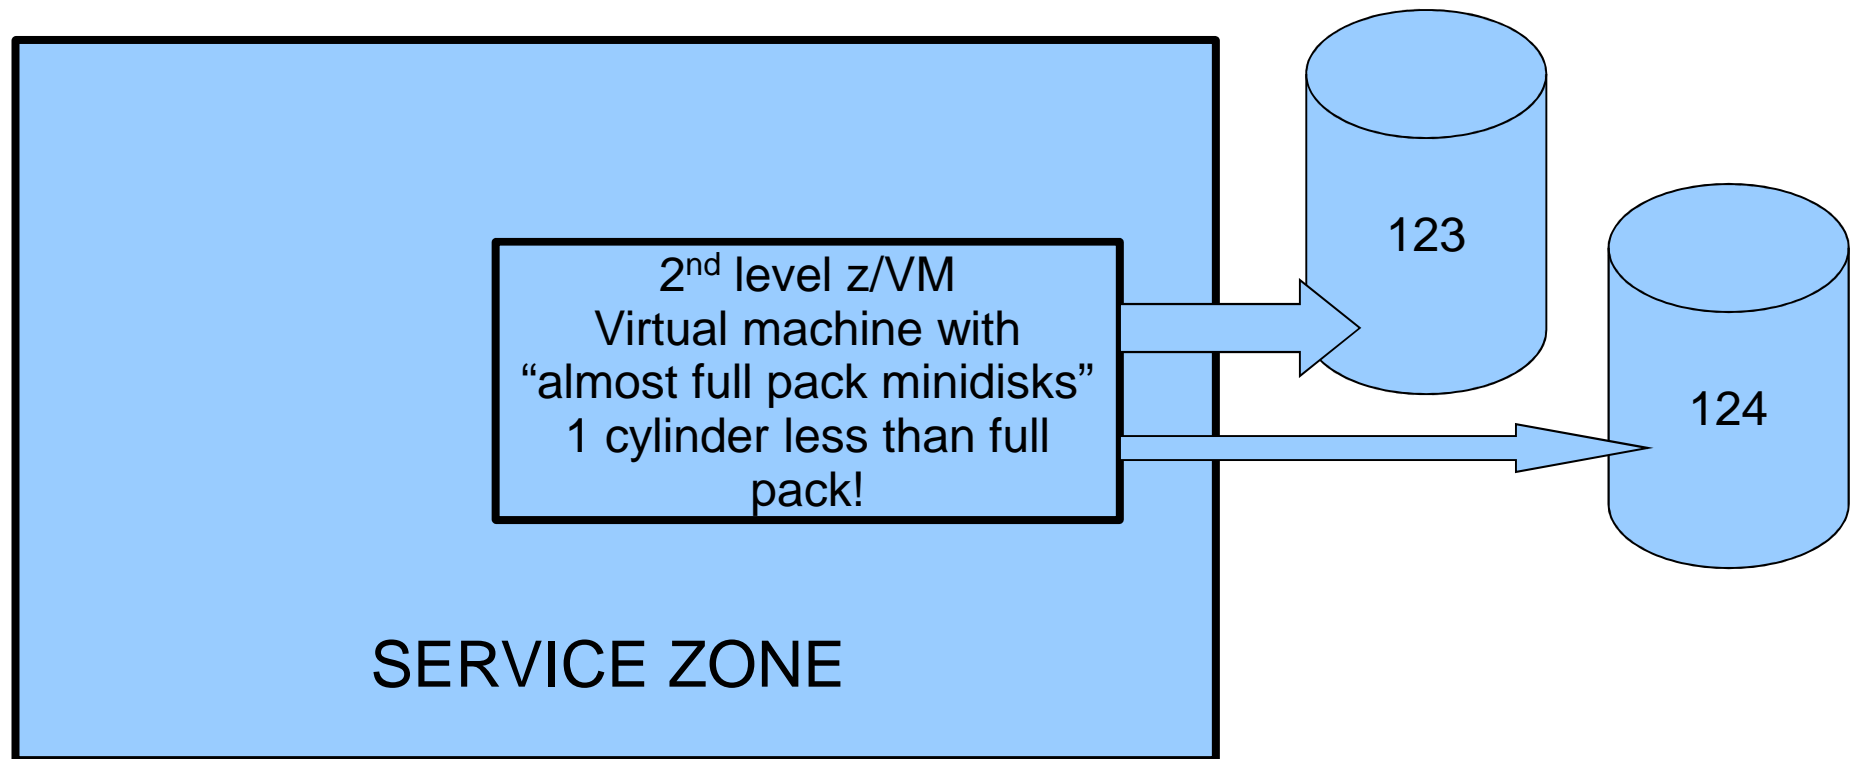 123
2nd level z/VM
Virtual machine with
“almost full pack minidisks”
1 cylinder less than full
pack!
124
SERVICE ZONE